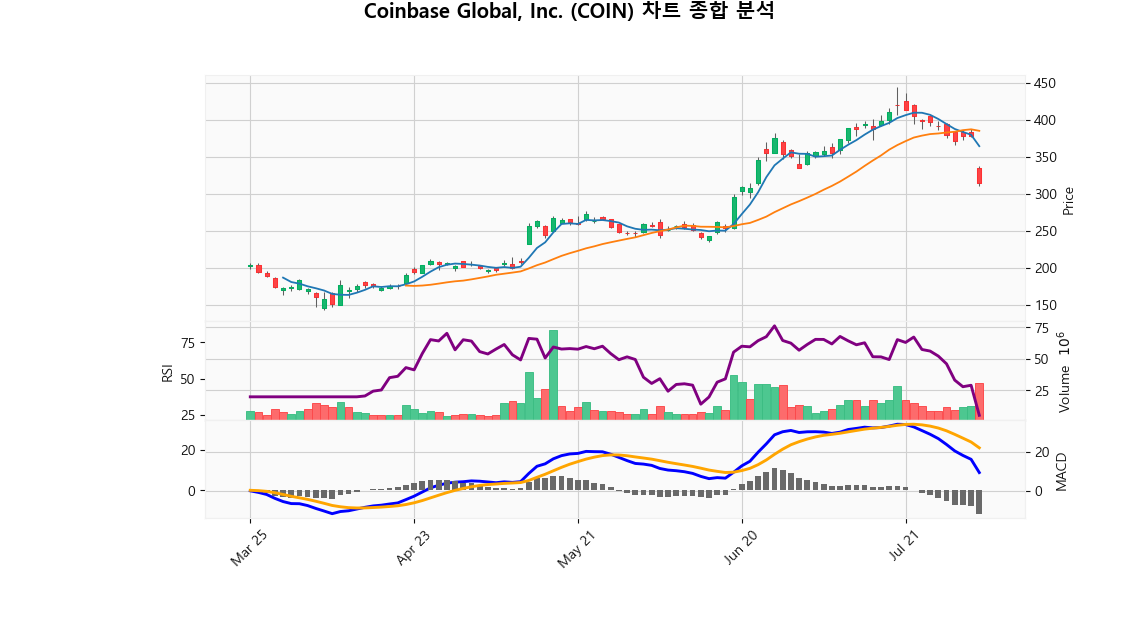 Coinbase Global, Inc. (COIN) 차트 종합 분석
450
400
350
300
250
200
150
Price
75
50
25
RSI
75
50
25
Volume 10^6
20
0
20
0
MACD
Mar 25
Apr 23
May 21
Jun 20
Jul 21